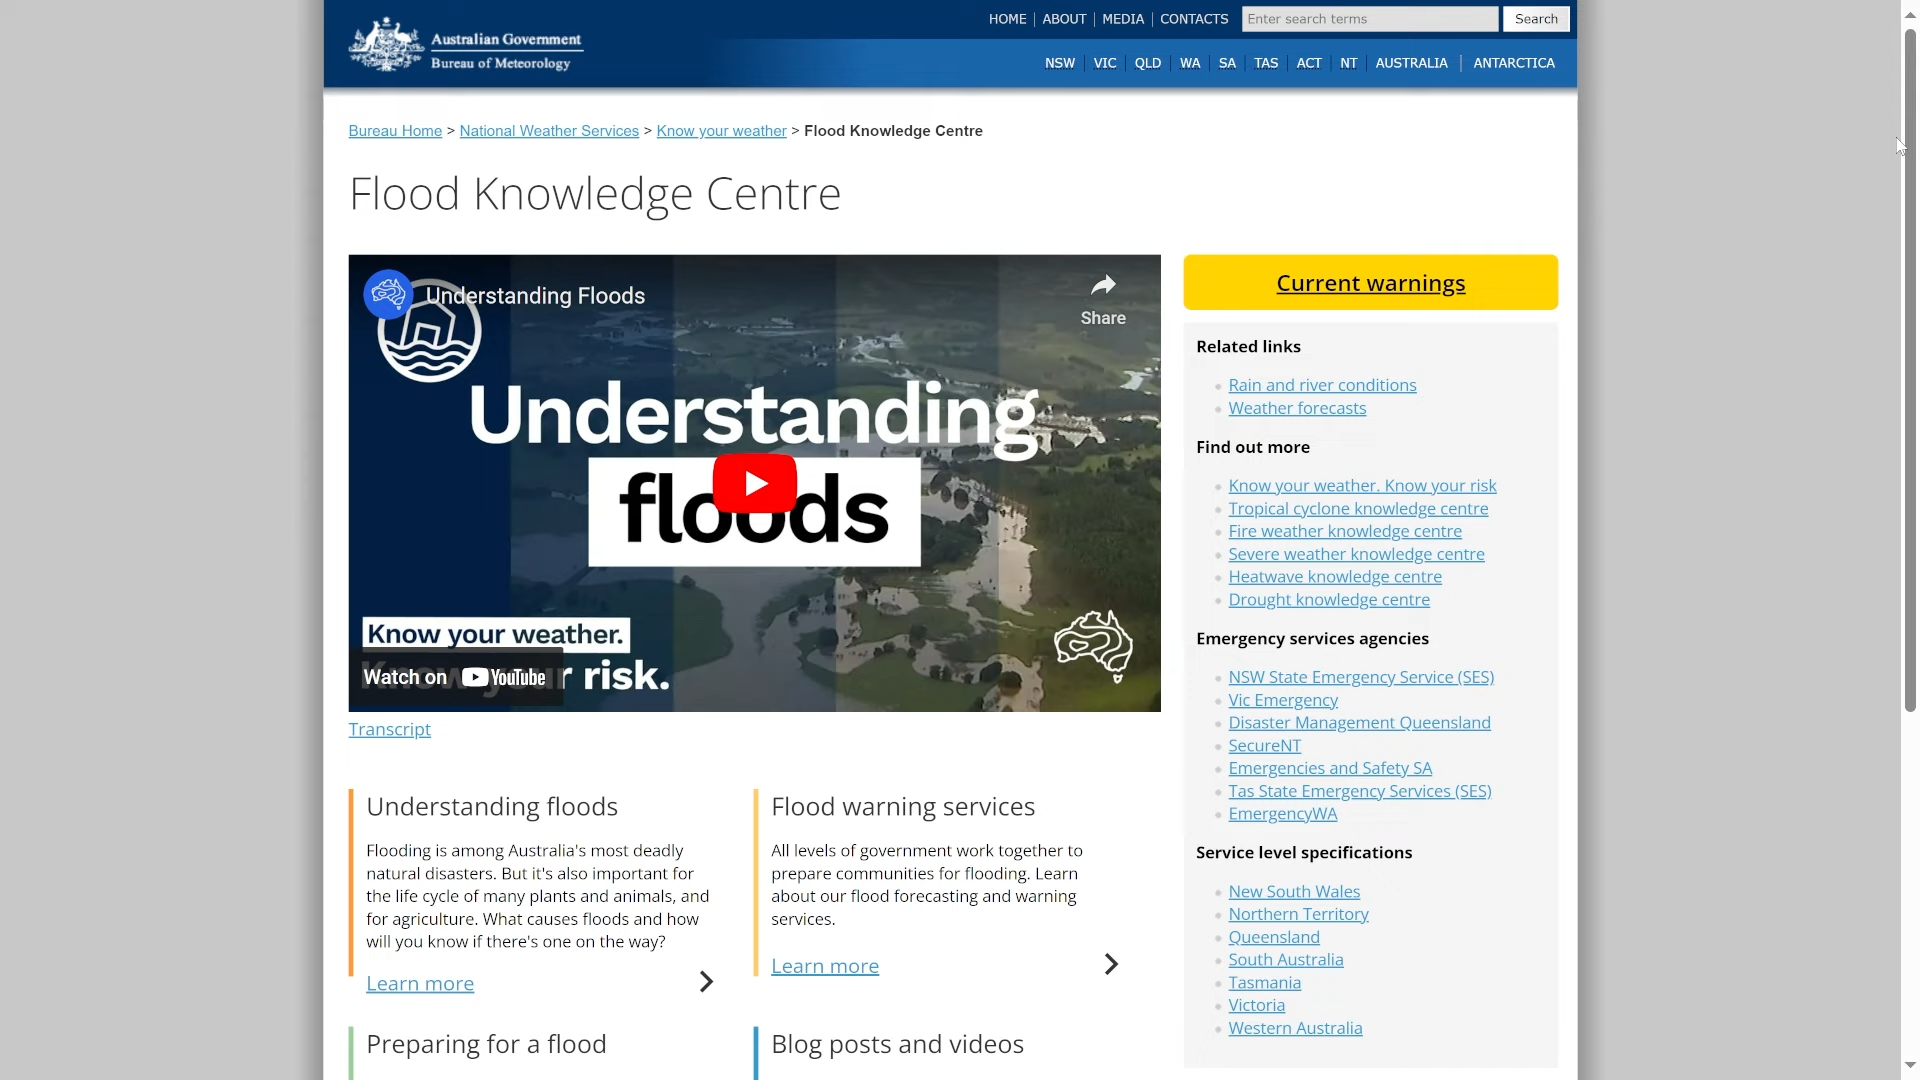 HOME ABOUT MEDIA CONTACTS Enter search terms Search
Australian Government
Bureau of Meteorology
NSW VIC QLD WA SA TAS ACT NT AUSTRALIA ANTARCTICA
Bureau Home > National Weather Services > Know your weather > Flood Knowledge Centre
Flood Knowledge Centre
Understanding Floods
Share
Understanding
floods
Know your weather.
Know your risk.
Watch on YouTube
Transcript
Understanding floods
Flooding is among Australia's most deadly
natural disasters. But it's also important for
the life cycle of many plants and animals, and
for agriculture. What causes floods and how
will you know if there's one on the way?
Learn more
Flood warning services
All levels of government work together to
prepare communities for flooding. Learn
about our flood forecasting and warning
services.
Learn more
Preparing for a flood
Blog posts and videos
Current warnings
Related links
Rain and river conditions
Weather forecasts
Find out more
Know your weather. Know your risk
Tropical cyclone knowledge centre
Fire weather knowledge centre
Severe weather knowledge centre
Heatwave knowledge centre
Drought knowledge centre
Emergency services agencies
NSW State Emergency Service (SES)
Vic Emergency
Disaster Management Queensland
SecureNT
Emergencies and Safety SA
Tas State Emergency Services (SES)
EmergencyWA
Service level specifications
New South Wales
Northern Territory
Queensland
South Australia
Tasmania
Victoria
Western Australia